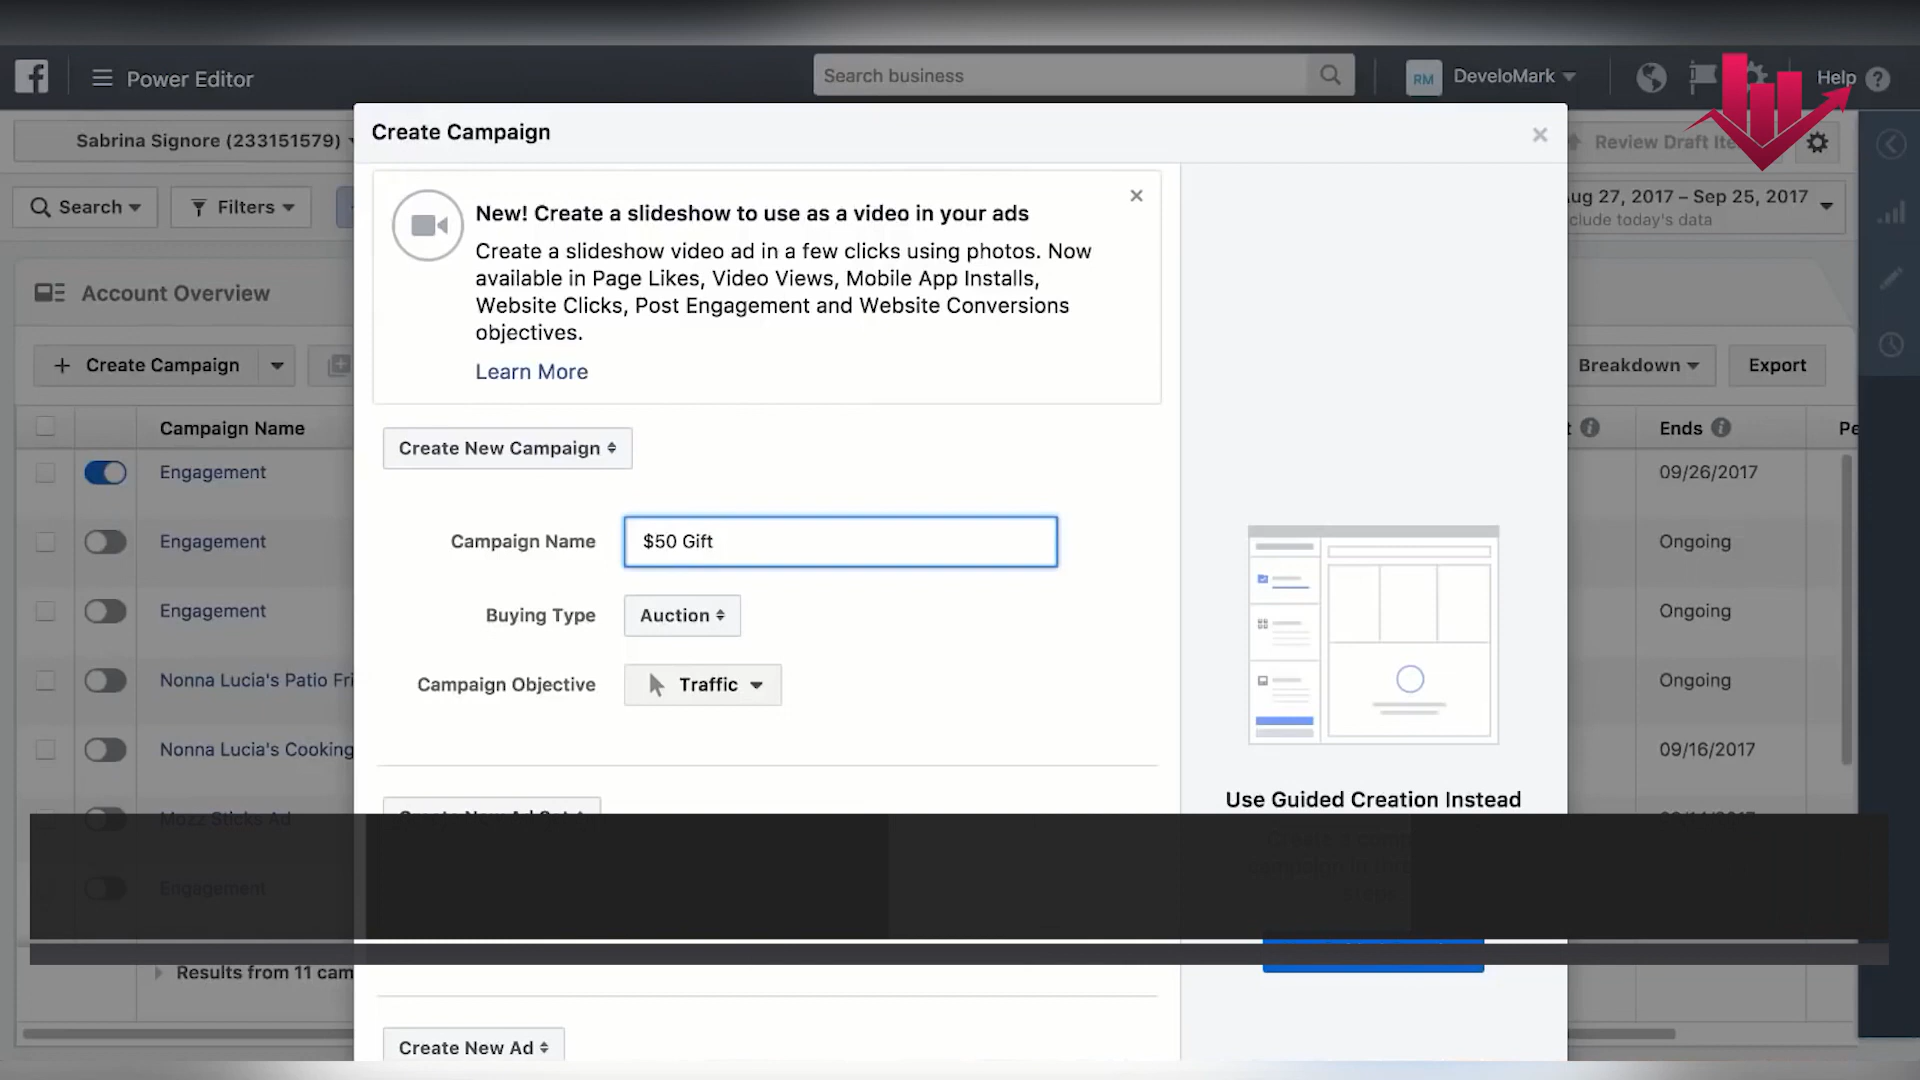 Power Editor
Search business
RM
DeveloMark
Help
Sabrina Signore (233151579)
Create Campaign
Review Draft Ite
Search
Filters
Aug 27, 2017 – Sep 25, 2017
clude today's data
New! Create a slideshow to use as a video in your ads
Create a slideshow video ad in a few clicks using photos. Now
available in Page Likes, Video Views, Mobile App Installs,
Website Clicks, Post Engagement and Website Conversions
objectives.
Learn More
Account Overview
+ Create Campaign
Breakdown
Export
Campaign Name
Ends
Pe
Create New Campaign
Engagement
09/26/2017
Engagement
Ongoing
Campaign Name
$50 Gift
Engagement
Ongoing
Buying Type
Auction
Nonna Lucia's Patio Fri
Ongoing
Campaign Objective
Traffic
Nonna Lucia's Cooking
09/16/2017
Mozz Sticks Ad
Create New Ad Set
Use Guided Creation Instead
Engagement
Results from 11 cam
Create New Ad